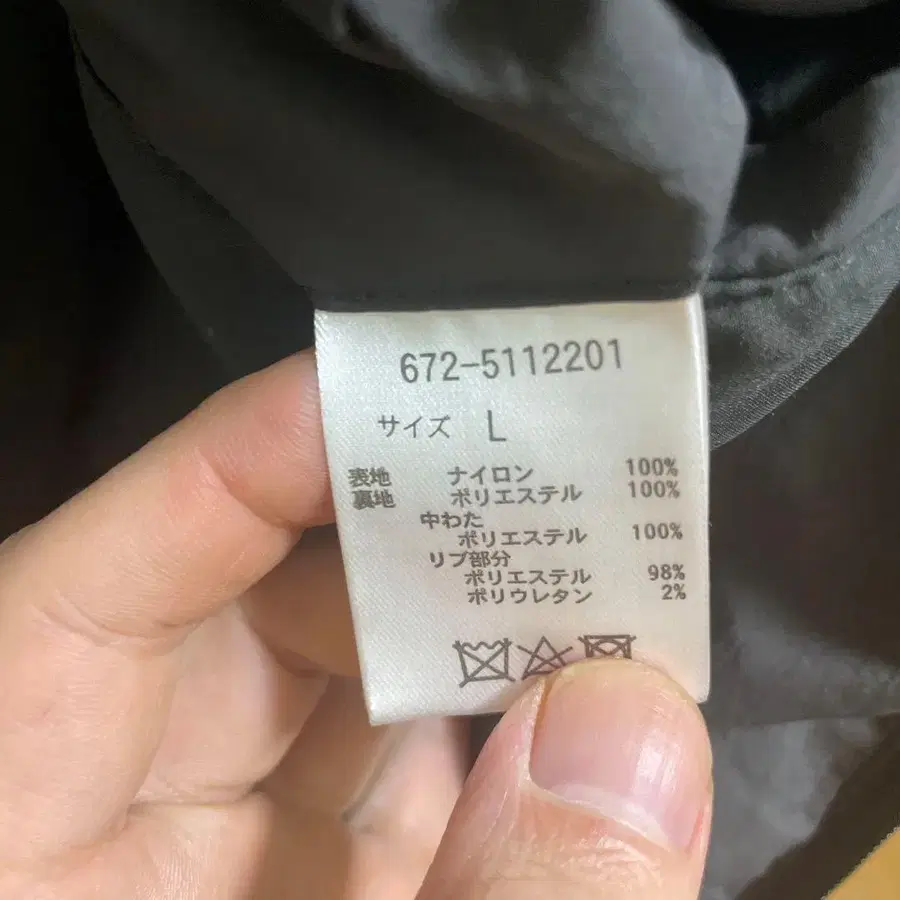 672-5112201
サイズ L
表地 ナイロン 100%
裏地 ポリエステル 100%
中わた
ポリエステル 100%
リブ部分
ポリエステル 98%
ポリウレタン 2%